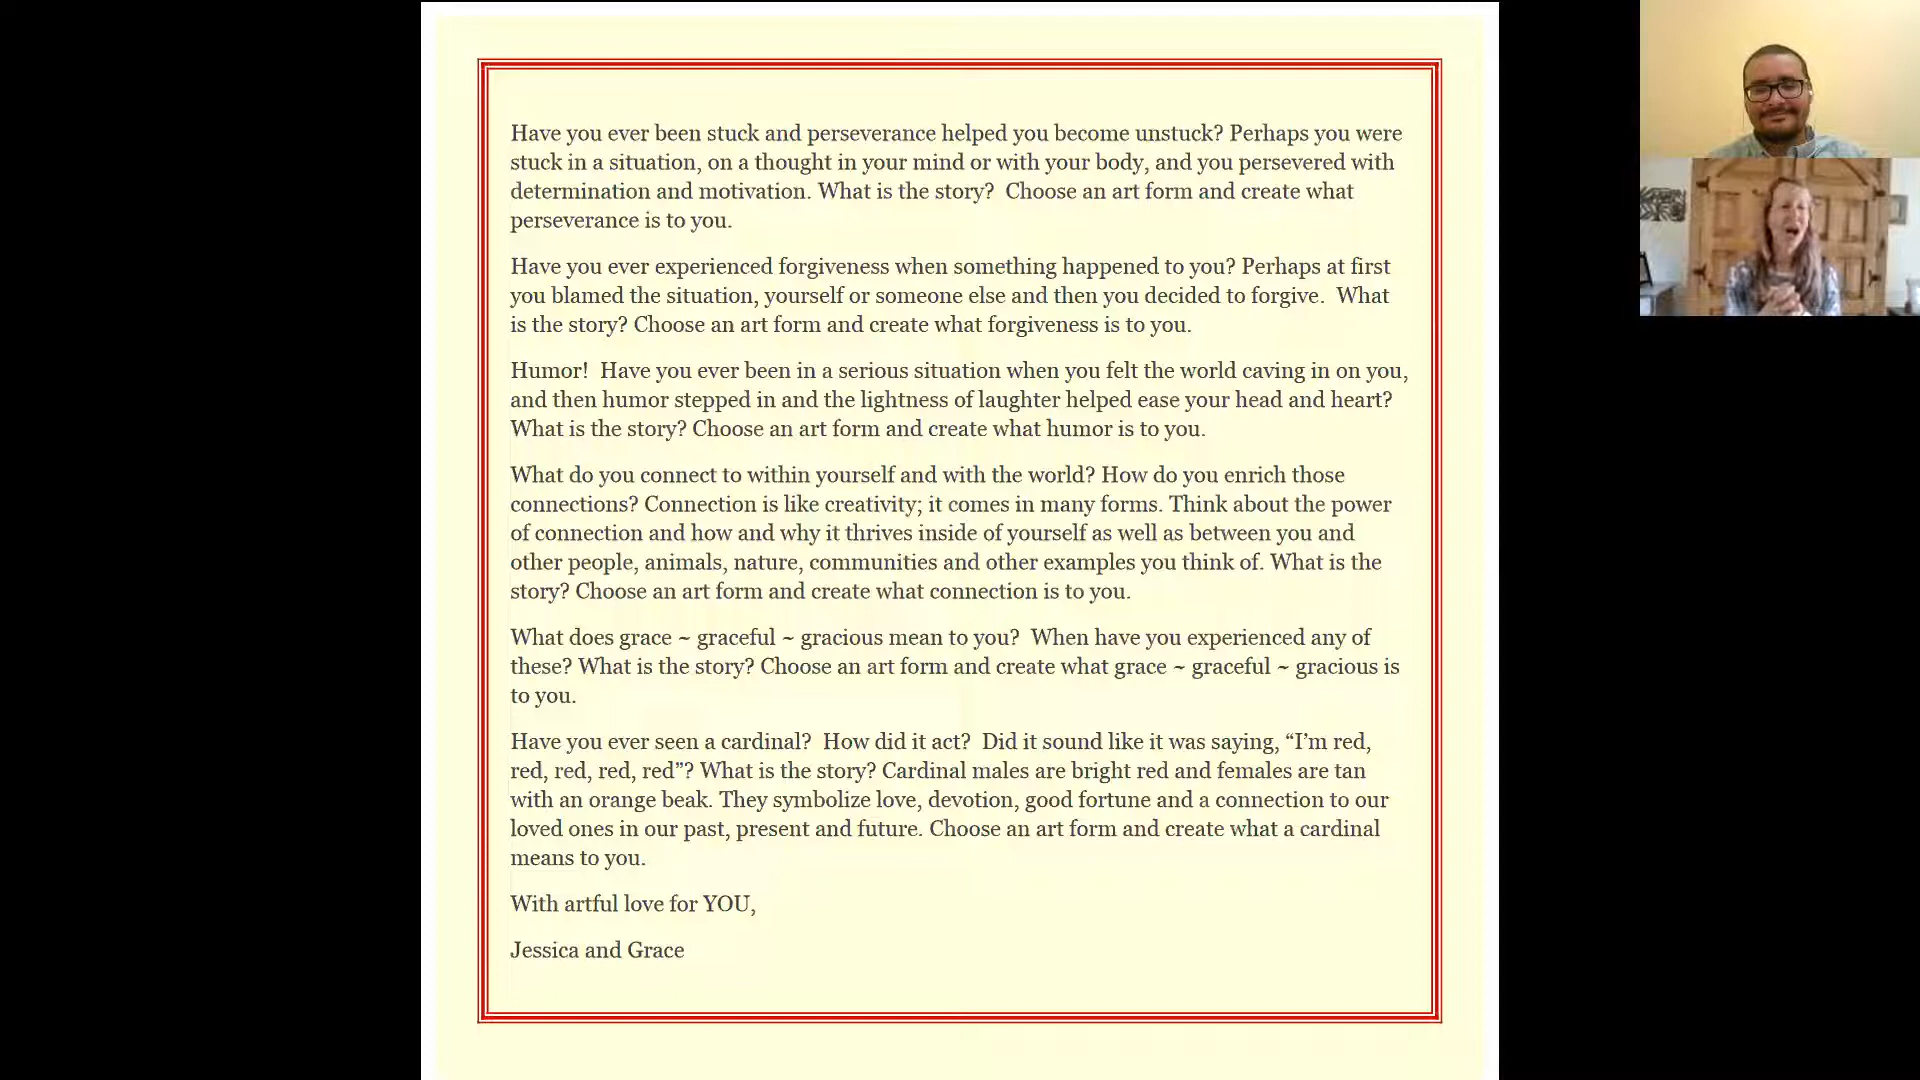 Have you ever been stuck and perseverance helped you become unstuck? Perhaps you were
stuck in a situation, on a thought in your mind or with your body, and you persevered with
determination and motivation. What is the story?  Choose an art form and create what
perseverance is to you.
Have you ever experienced forgiveness when something happened to you? Perhaps at first
you blamed the situation, yourself or someone else and then you decided to forgive.  What
is the story? Choose an art form and create what forgiveness is to you.
Humor!  Have you ever been in a serious situation when you felt the world caving in on you,
and then humor stepped in and the lightness of laughter helped ease your head and heart?
What is the story? Choose an art form and create what humor is to you.
What do you connect to within yourself and with the world? How do you enrich those
connections? Connection is like creativity; it comes in many forms. Think about the power
of connection and how and why it thrives inside of yourself as well as between you and
other people, animals, nature, communities and other examples you think of. What is the
story? Choose an art form and create what connection is to you.
What does grace ~ graceful ~ gracious mean to you?  When have you experienced any of
these? What is the story? Choose an art form and create what grace ~ graceful ~ gracious is
to you.
Have you ever seen a cardinal?  How did it act?  Did it sound like it was saying, “I’m red,
red, red, red, red”? What is the story? Cardinal males are bright red and females are tan
with an orange beak. They symbolize love, devotion, good fortune and a connection to our
loved ones in our past, present and future. Choose an art form and create what a cardinal
means to you.
With artful love for YOU,
Jessica and Grace